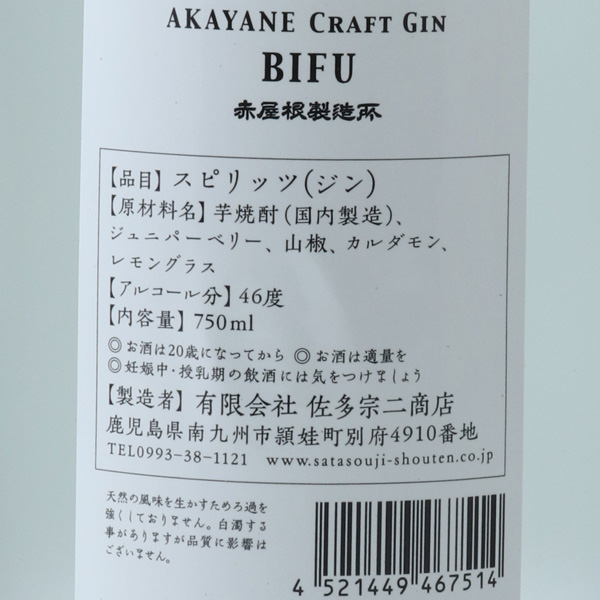 AKAYANE CRAFT GIN
BIFU
赤屋根製造所
【品目】スピリッツ(ジン)
【原材料名】芋焼酎(国内製造)、
ジュニパーベリー、山椒、カルダモン、
レモングラス
【アルコール分】46度
【内容量】750ml
◎お酒は20歳になってから ◎お酒は適量を
◎妊娠中・授乳期の飲酒には気をつけましょう
【製造者】有限会社 佐多宗二商店
鹿児島県南九州市頴娃町別府4910番地
TEL0993-38-1121 www.satasouji-shouten.co.jp
天然の風味を生かすためろ過を
強くしておりません。白濁する
事がありますが品質に影響は
ございません。
4 521449 467514